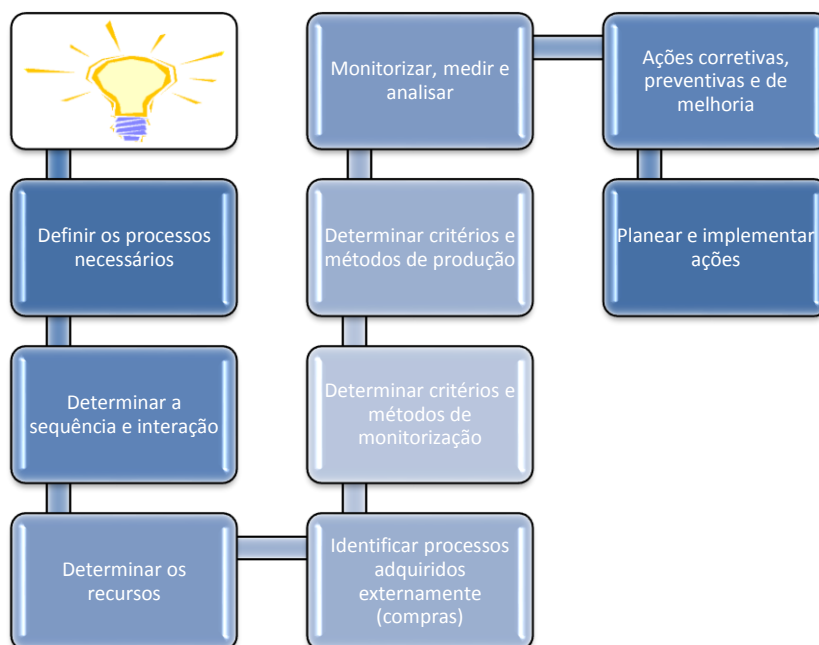 Definir os processos
necessários
Determinar a
sequência e interação
Determinar os
recursos
Identificar processos
adquiridos
externamente
(compras)
Determinar critérios e
métodos de
monitorização
Determinar critérios e
métodos de produção
Monitorizar, medir e
analisar
Ações corretivas,
preventivas e de
melhoria
Planear e implementar
ações